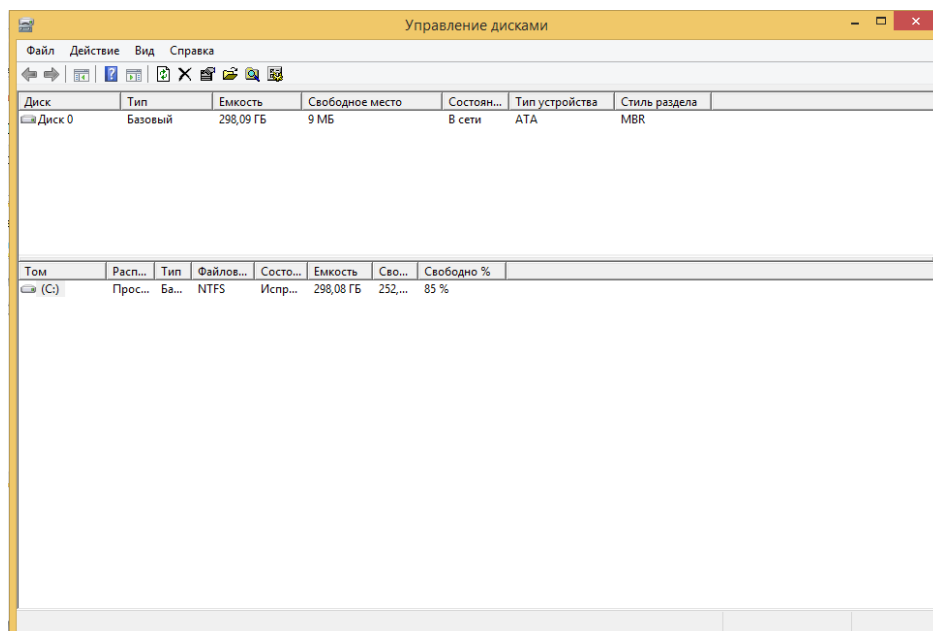 Управление дисками
Файл Действие Вид Справка
Диск Тип Емкость Свободное место Состоян... Тип устройства Стиль раздела
Диск 0 Базовый 298,09 ГБ 9 МБ В сети ATA MBR
Том Расп... Тип Файлов... Состо... Емкость Сво... Свободно %
(C:) Прос... Ба... NTFS Испр... 298,08 ГБ 252,... 85 %